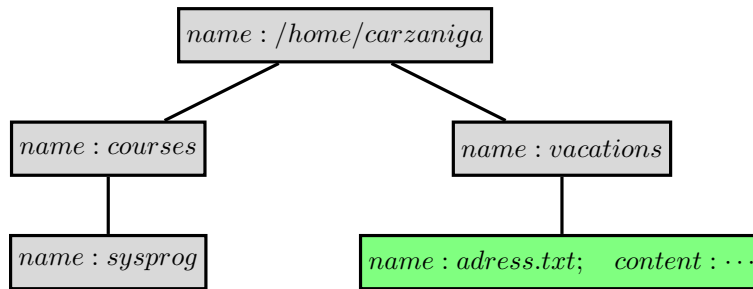 name : /home/carzaniga
name : courses
name : vacations
name : sysprog
name : adress.txt; content : · · ·